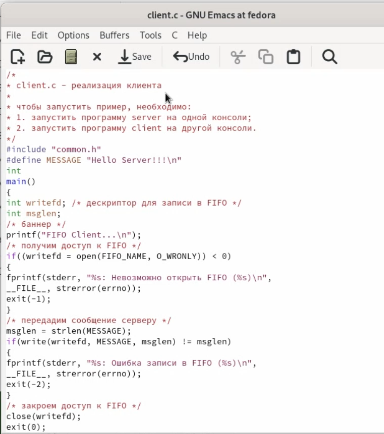 client.c - GNU Emacs at fedora
File Edit Options Buffers Tools C Help
Save Undo
/*
* client.c - реализация клиента
*
* чтобы запустить пример, необходимо:
* 1. запустить программу server на одной консоли;
* 2. запустить программу client на другой консоли.
*/
#include "common.h"
#define MESSAGE "Hello Server!!!\n"
int
main()
{
int writefd; /* дескриптор для записи в FIFO */
int msglen;
/* баннер */
printf("FIFO Client...\n");
/* получим доступ к FIFO */
if((writefd = open(FIFO_NAME, O_WRONLY)) < 0)
{
fprintf(stderr, "%s: Невозможно открыть FIFO (%s)\n",
__FILE__, strerror(errno));
exit(-1);
}
/* передадим сообщение серверу */
msglen = strlen(MESSAGE);
if(write(writefd, MESSAGE, msglen) != msglen)
{
fprintf(stderr, "%s: Ошибка записи в FIFO (%s)\n",
__FILE__, strerror(errno));
exit(-2);
}
/* закроем доступ к FIFO */
close(writefd);
exit(0);